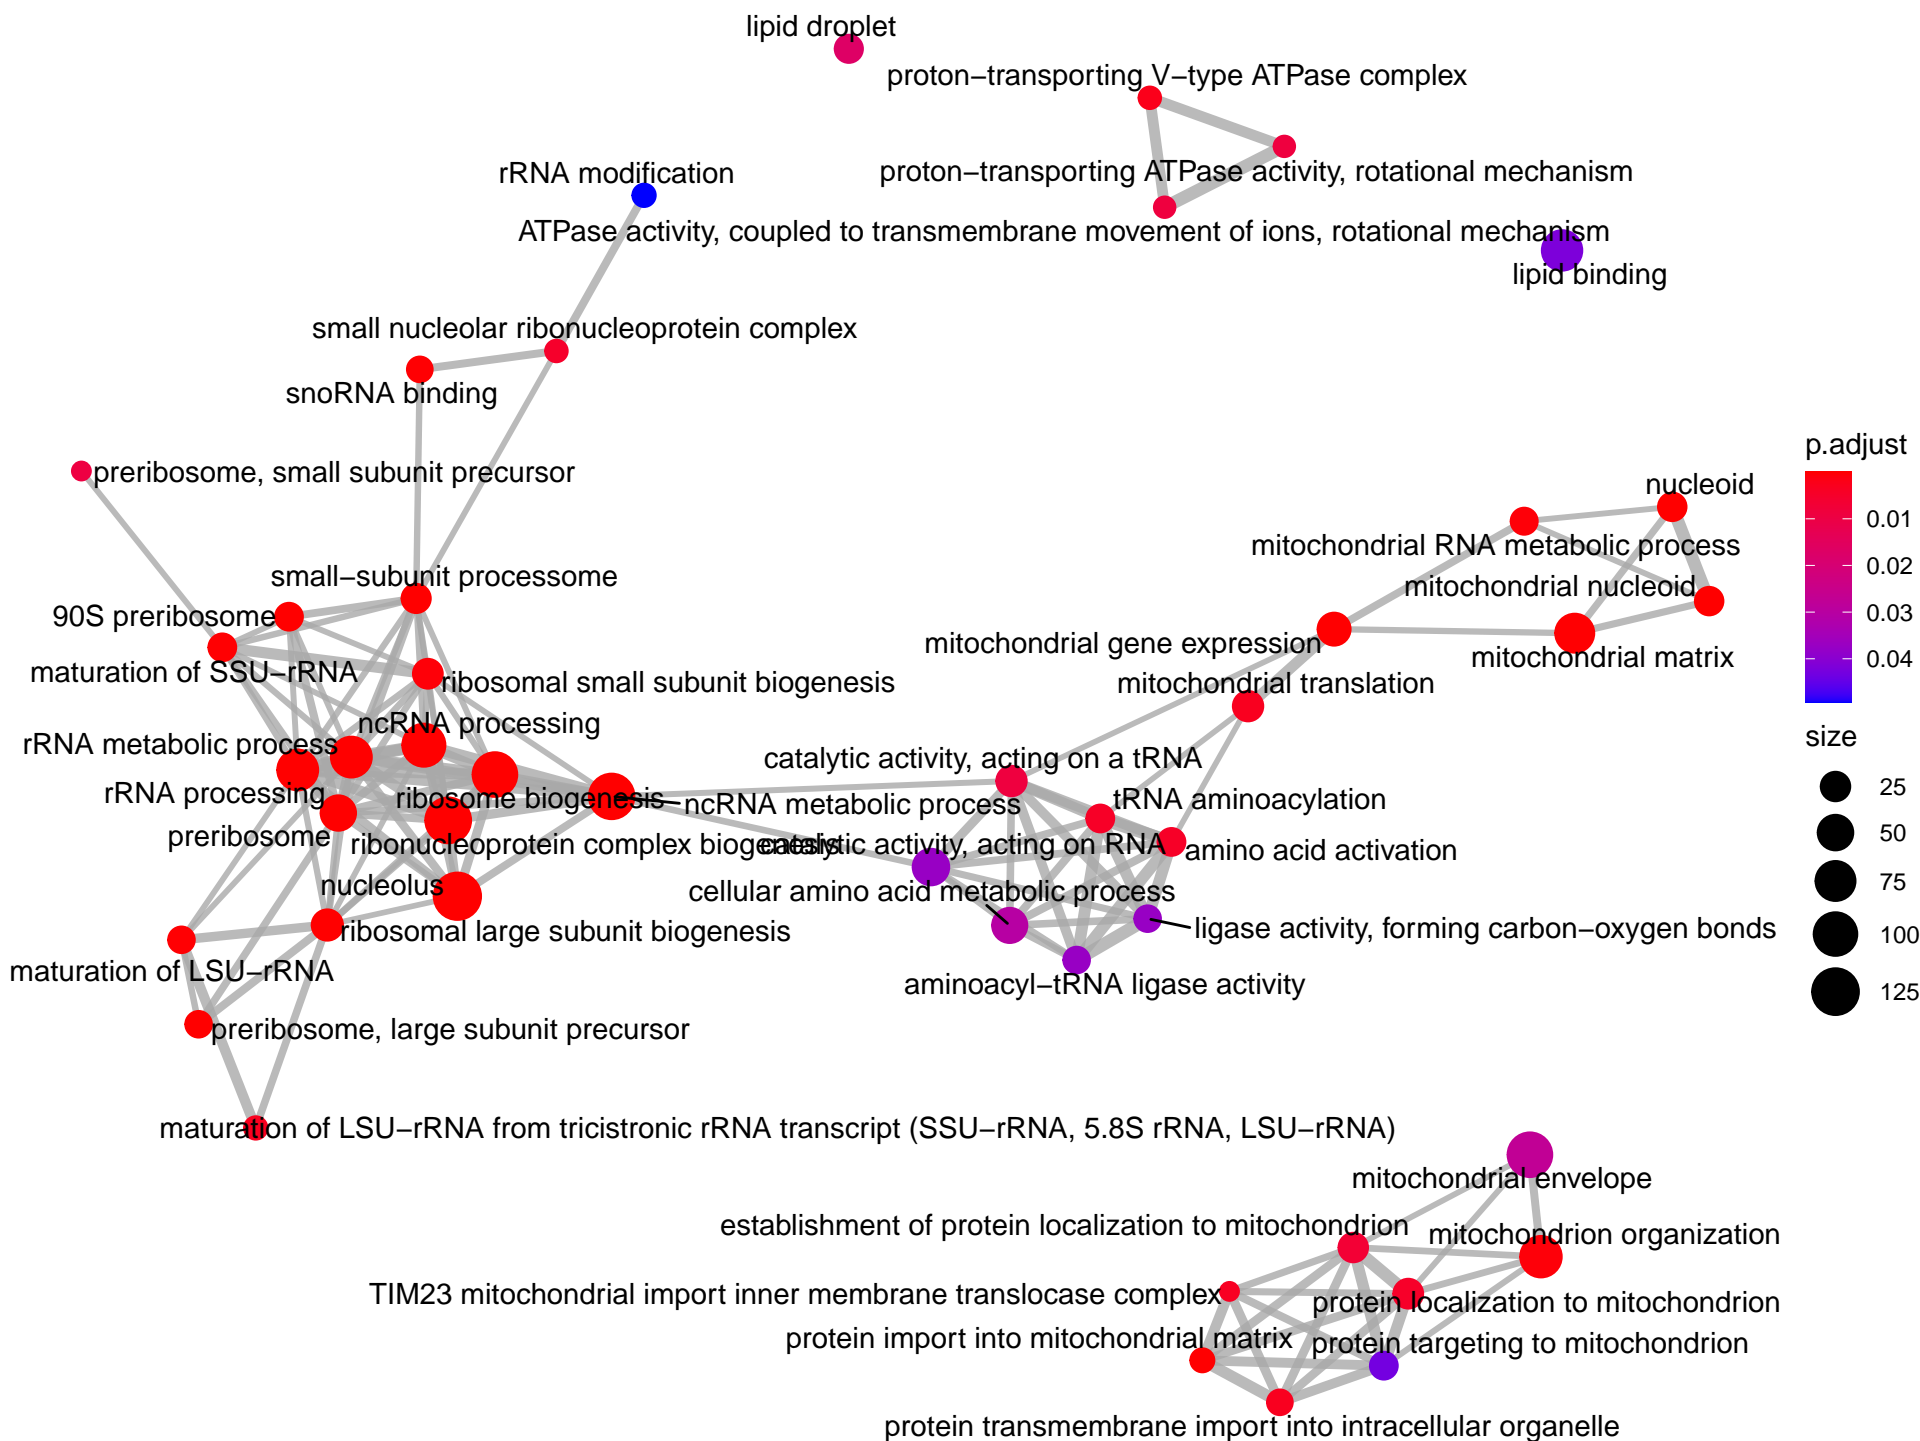 lipid droplet
proton−transporting V−type ATPase complex
rRNA modification
proton−transporting ATPase activity, rotational mechanism
ATPase activity, coupled to transmembrane movement of ions, rotational mechanism
lipid binding
small nucleolar ribonucleoprotein complex
snoRNA binding
preribosome, small subunit precursor
nucleoid
mitochondrial RNA metabolic process
mitochondrial nucleoid
small−subunit processome
90S preribosome
mitochondrial gene expression
mitochondrial matrix
maturation of SSU−rRNA
ribosomal small subunit biogenesis
mitochondrial translation
ncRNA processing
rRNA metabolic process
catalytic activity, acting on a tRNA
rRNA processing
ribosome biogenesis
ncRNA metabolic process
tRNA aminoacylation
preribosome
ribonucleoprotein complex biogenesis
catalytic activity, acting on RNA
amino acid activation
nucleolus
cellular amino acid metabolic process
ribosomal large subunit biogenesis
ligase activity, forming carbon−oxygen bonds
maturation of LSU−rRNA
aminoacyl−tRNA ligase activity
preribosome, large subunit precursor
maturation of LSU−rRNA from tricistronic rRNA transcript (SSU−rRNA, 5.8S rRNA, LSU−rRNA)
mitochondrial envelope
establishment of protein localization to mitochondrion
mitochondrion organization
TIM23 mitochondrial import inner membrane translocase complex
protein localization to mitochondrion
protein import into mitochondrial matrix
protein targeting to mitochondrion
protein transmembrane import into intracellular organelle
p.adjust
0.01
0.02
0.03
0.04
size
25
50
75
100
125